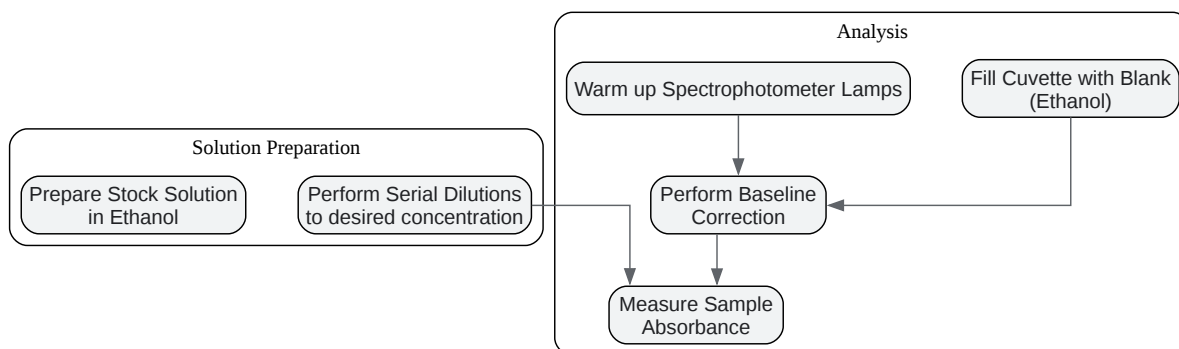 Analysis
Warm up Spectrophotometer Lamps
Fill Cuvette with Blank
(Ethanol)
Solution Preparation
Prepare Stock Solution
in Ethanol
Perform Serial Dilutions
to desired concentration
Perform Baseline
Correction
Measure Sample
Absorbance